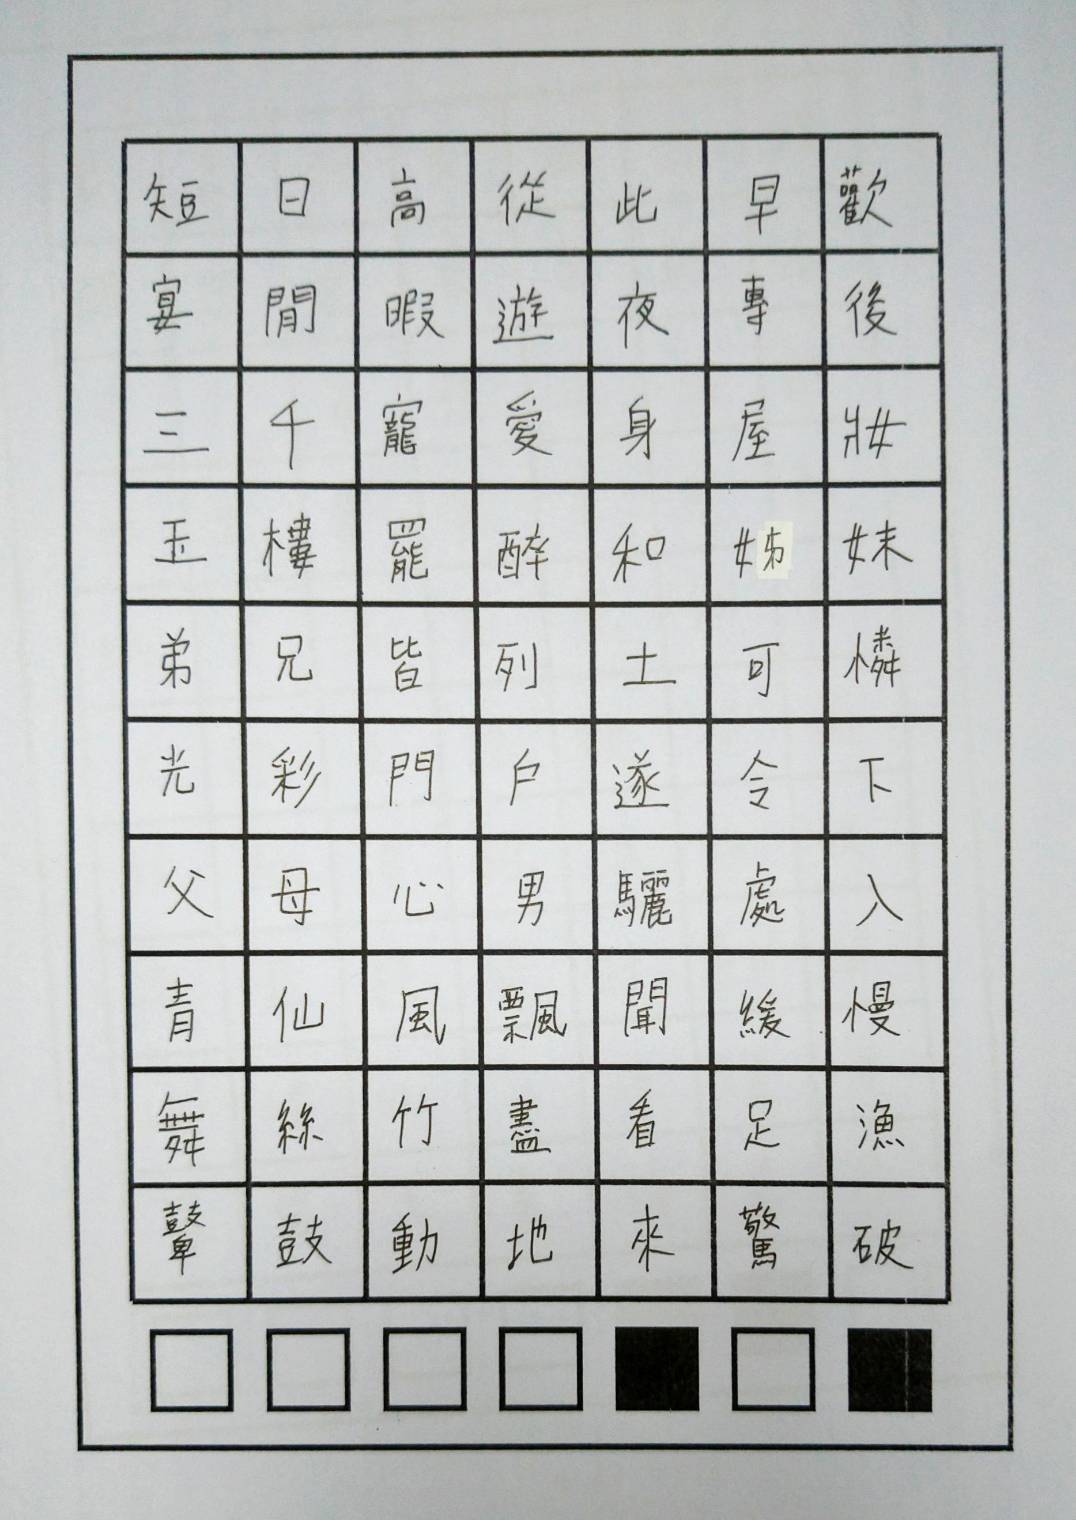 短日高從此早歡
宴閒暇遊夜專後
三千寵愛身屋妝
玉樓罷醉和姊妹
弟兄皆列土可憐
光彩門戶遂令下
父母心男驪處入
青仙風飄聞緩慢
舞絲竹盡看足漁
鼙鼓動地來驚破